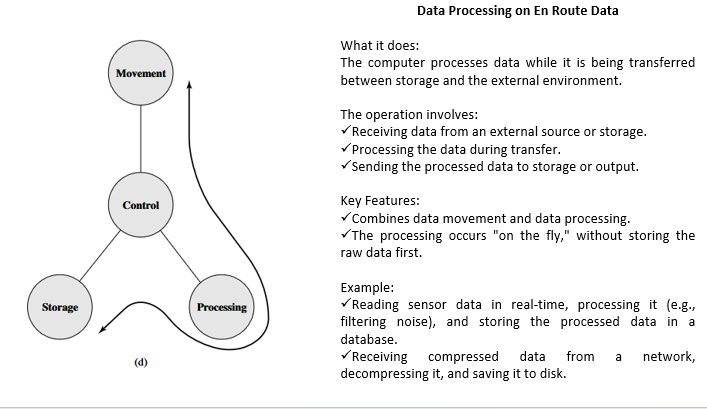 Data Processing on En Route Data
What it does:
The computer processes data while it is being transferred
between storage and the external environment.
The operation involves:
✓Receiving data from an external source or storage.
✓Processing the data during transfer.
✓Sending the processed data to storage or output.
Key Features:
✓Combines data movement and data processing.
✓The processing occurs "on the fly," without storing the
raw data first.
Example:
✓Reading sensor data in real-time, processing it (e.g.,
filtering noise), and storing the processed data in a
database.
✓Receiving compressed data from a network,
decompressing it, and saving it to disk.
Movement
Control
Storage
Processing
(d)